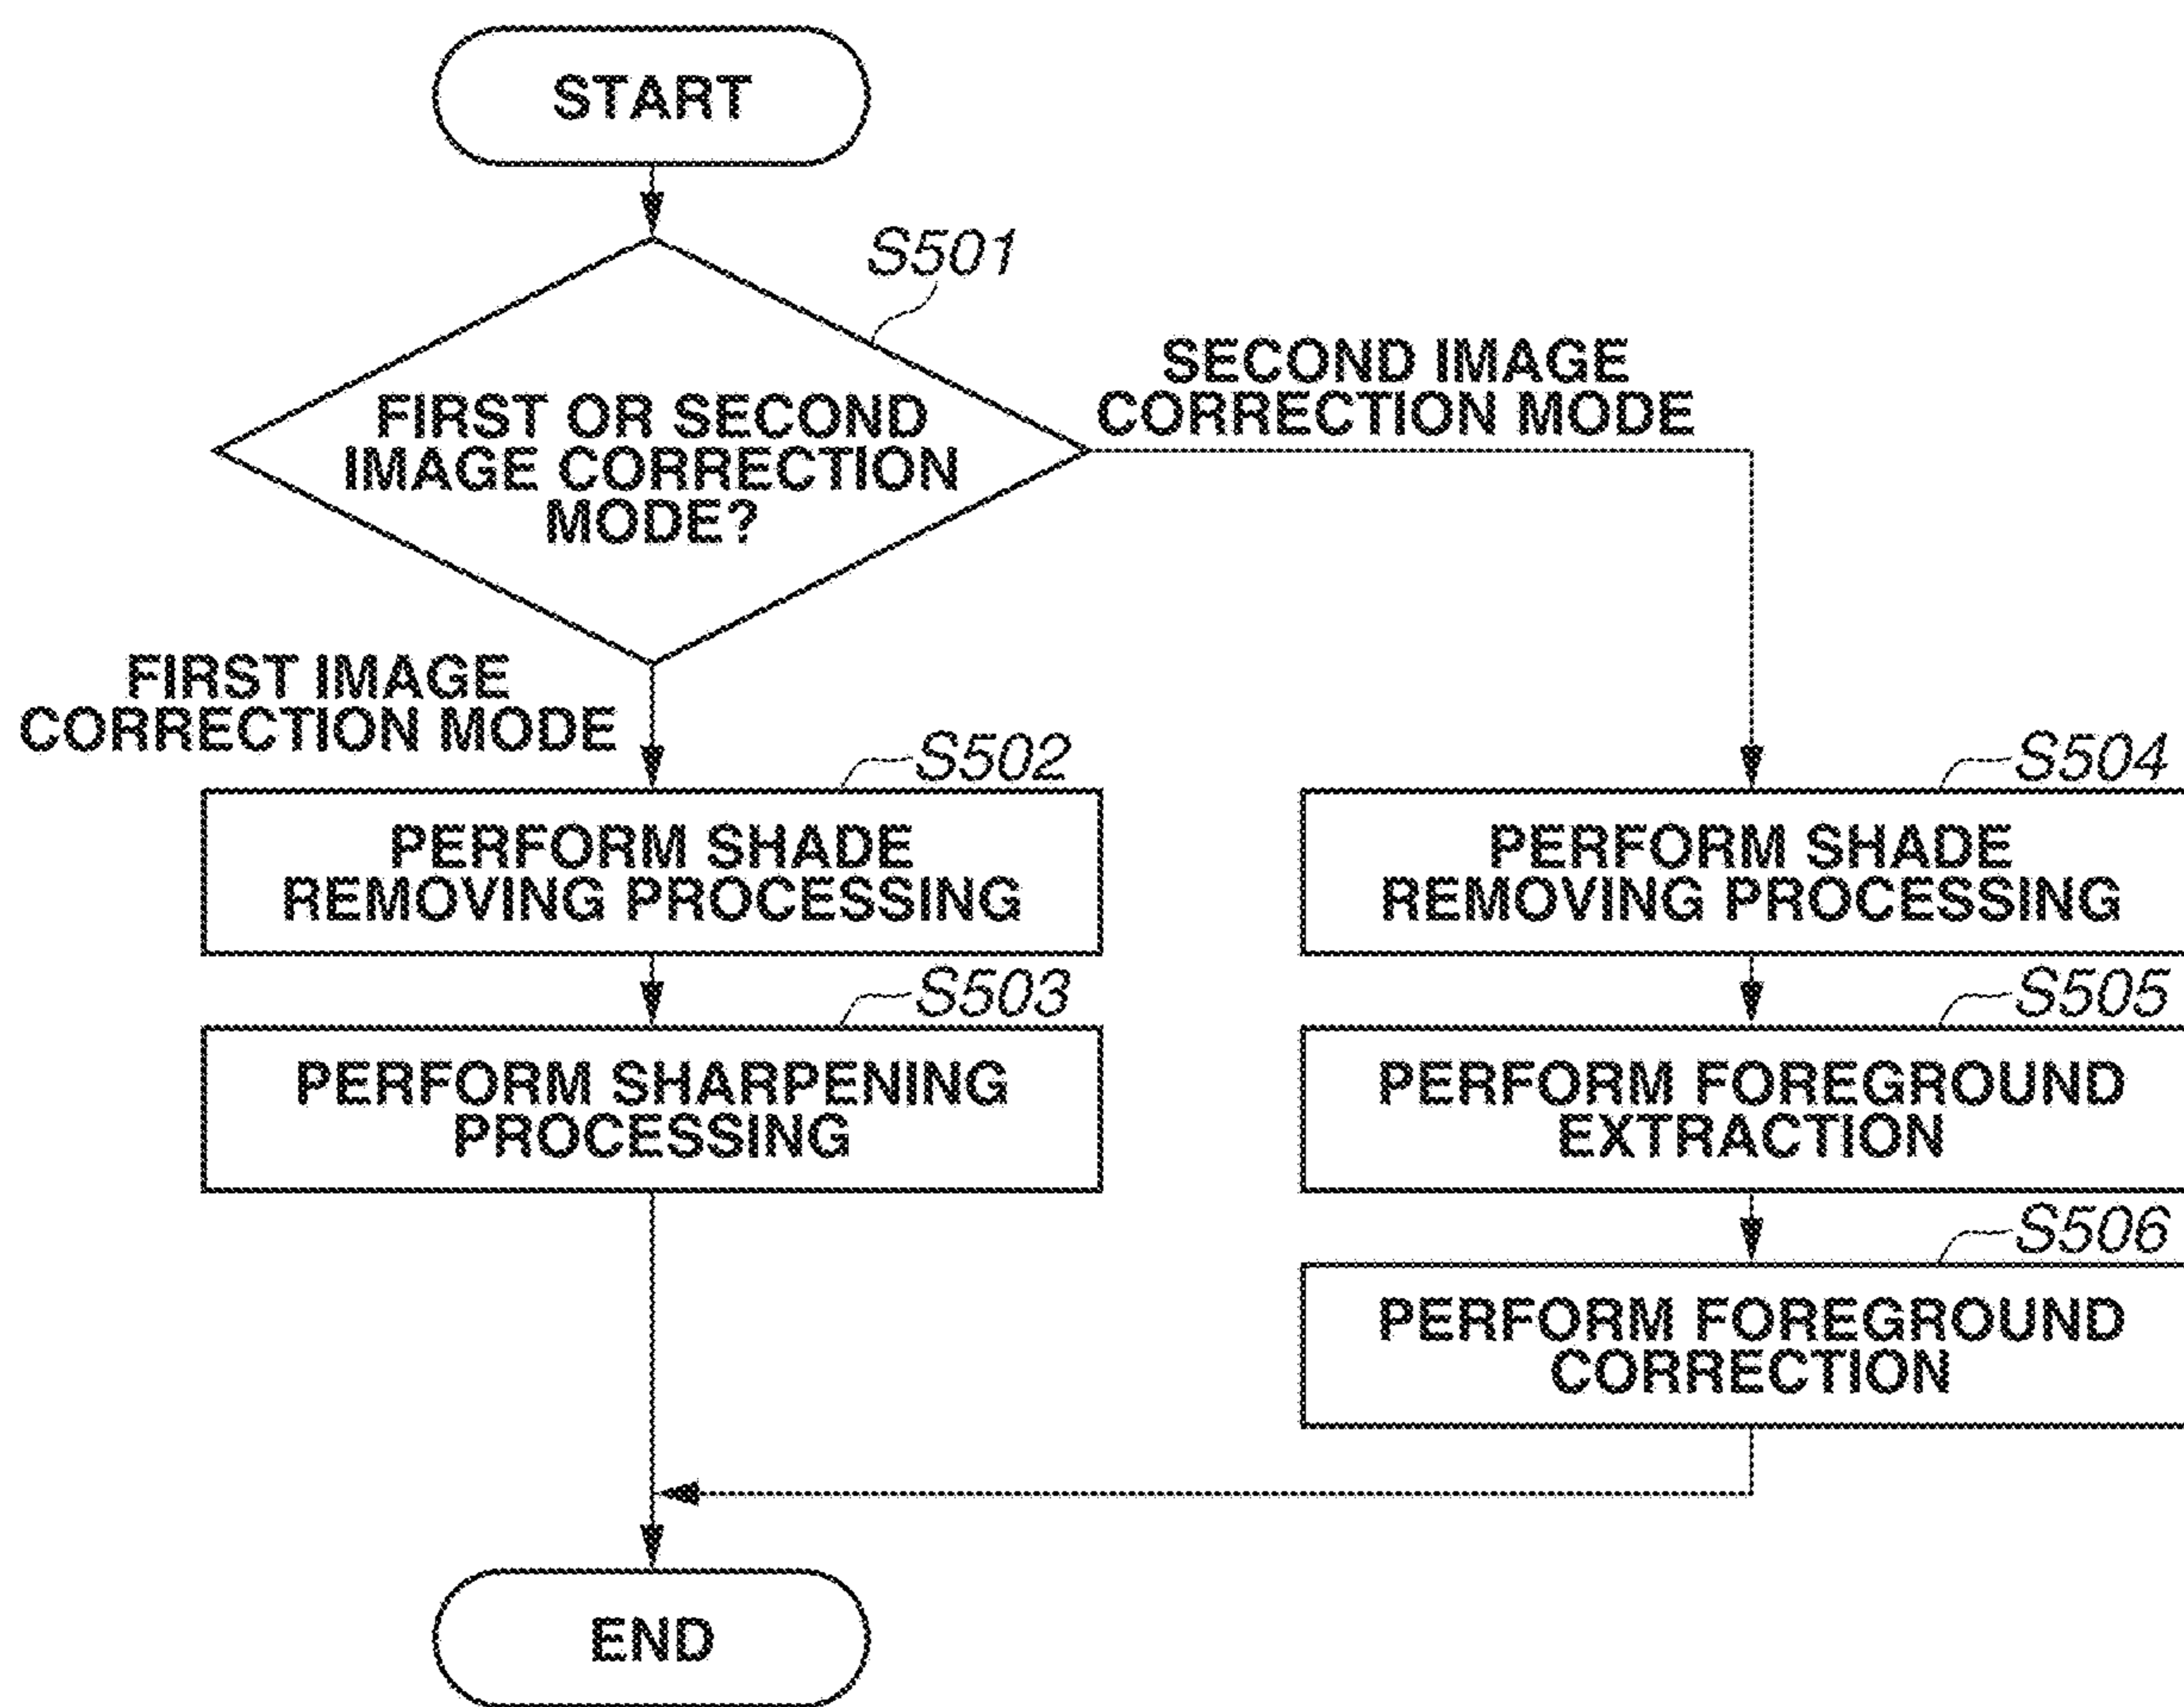 START
S501
FIRST OR SECOND
IMAGE CORRECTION
MODE?
SECOND IMAGE
CORRECTION MODE
FIRST IMAGE
CORRECTION MODE
S502
PERFORM SHADE
REMOVING PROCESSING
S503
PERFORM SHARPENING
PROCESSING
S504
PERFORM SHADE
REMOVING PROCESSING
S505
PERFORM FOREGROUND
EXTRACTION
S506
PERFORM FOREGROUND
CORRECTION
END